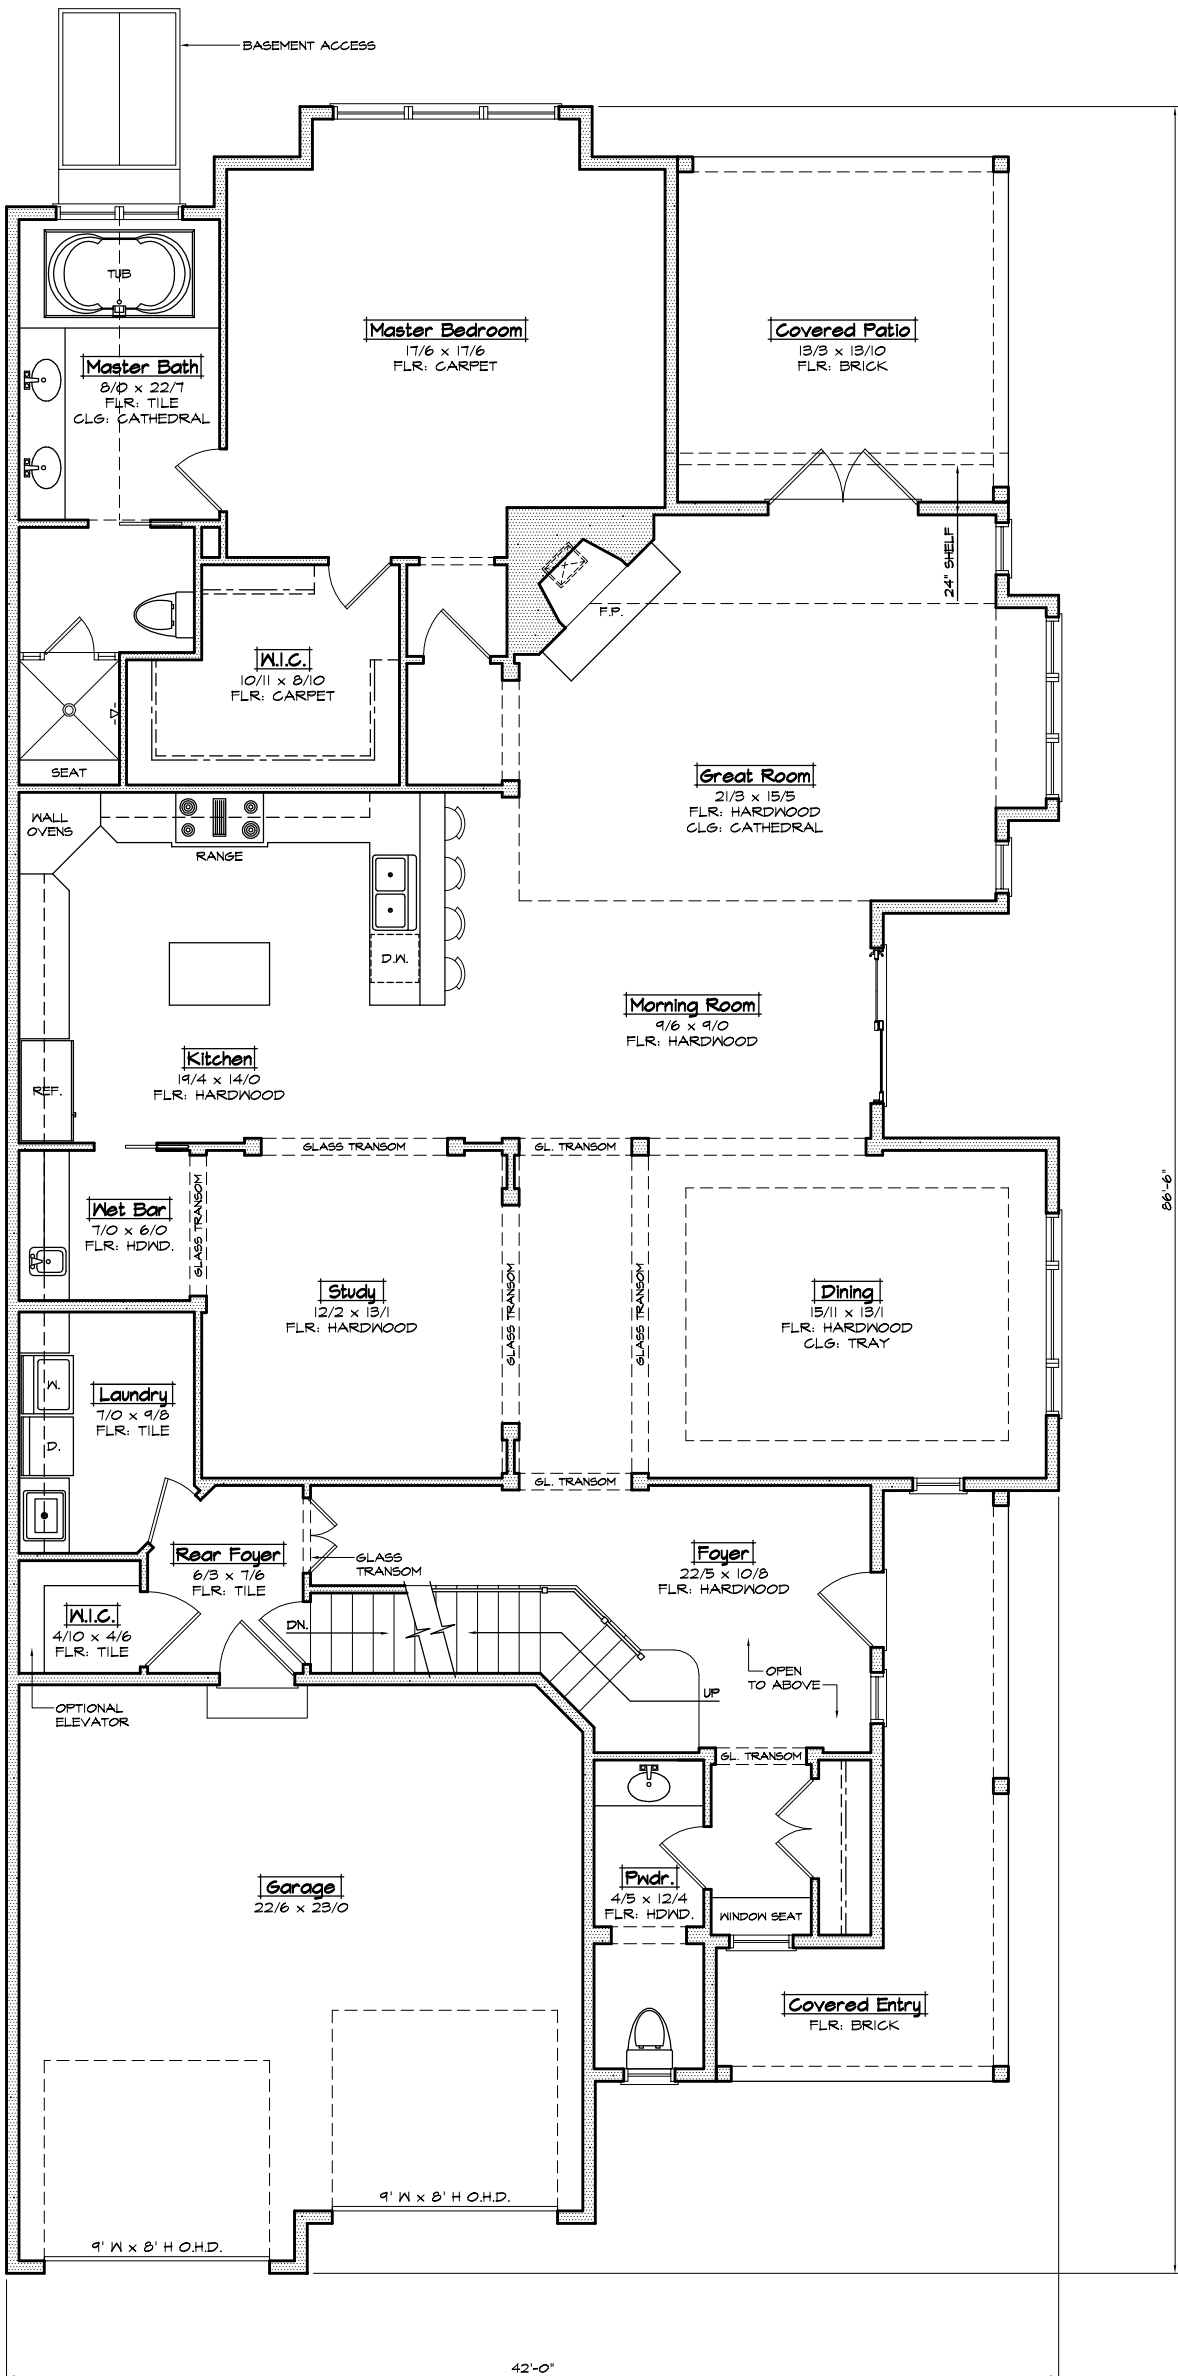 BASEMENT ACCESS
TUB
Master Bedroom
17/6 x 17/6
FLR: CARPET
Covered Patio
13/3 x 13/10
FLR: BRICK
Master Bath
8/0 x 22/7
FLR: TILE
CLG: CATHEDRAL
24" SHELF
F.P.
W.I.C.
10/11 x 8/10
FLR: CARPET
SEAT
Great Room
21/3 x 15/5
FLR: HARDWOOD
CLG: CATHEDRAL
WALL
OVENS
RANGE
D.W.
Morning Room
9/6 x 9/0
FLR: HARDWOOD
Kitchen
19/4 x 14/0
FLR: HARDWOOD
REF.
GLASS TRANSOM
GL. TRANSOM
86'-6"
Wet Bar
7/0 x 6/0
FLR: HDWD.
GLASS TRANSOM
Study
12/2 x 13/1
FLR: HARDWOOD
GLASS TRANSOM
GLASS TRANSOM
Dining
15/11 x 13/1
FLR: HARDWOOD
CLG: TRAY
W.
D.
Laundry
7/0 x 9/8
FLR: TILE
GL. TRANSOM
Rear Foyer
6/3 x 7/6
FLR: TILE
GLASS
TRANSOM
Foyer
22/5 x 10/8
FLR: HARDWOOD
W.I.C.
4/10 x 4/6
FLR: TILE
DN.
UP
OPEN
TO ABOVE
OPTIONAL
ELEVATOR
GL. TRANSOM
Garage
22/6 x 23/0
Pwdr.
4/5 x 12/4
FLR: HDWD.
WINDOW SEAT
Covered Entry
FLR: BRICK
9' W x 8' H O.H.D.
9' W x 8' H O.H.D.
42'-0"